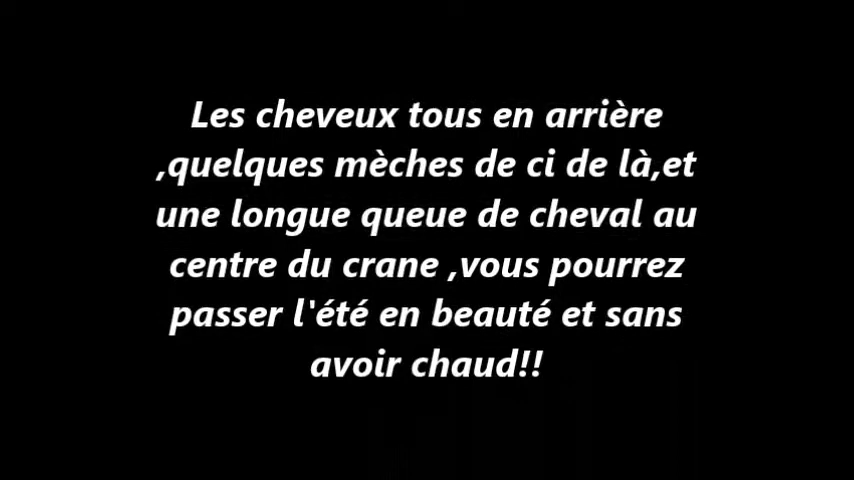 Les cheveux tous en arrière
,quelques mèches de ci de là,et
une longue queue de cheval au
centre du crane ,vous pourrez
passer l'été en beauté et sans
avoir chaud!!